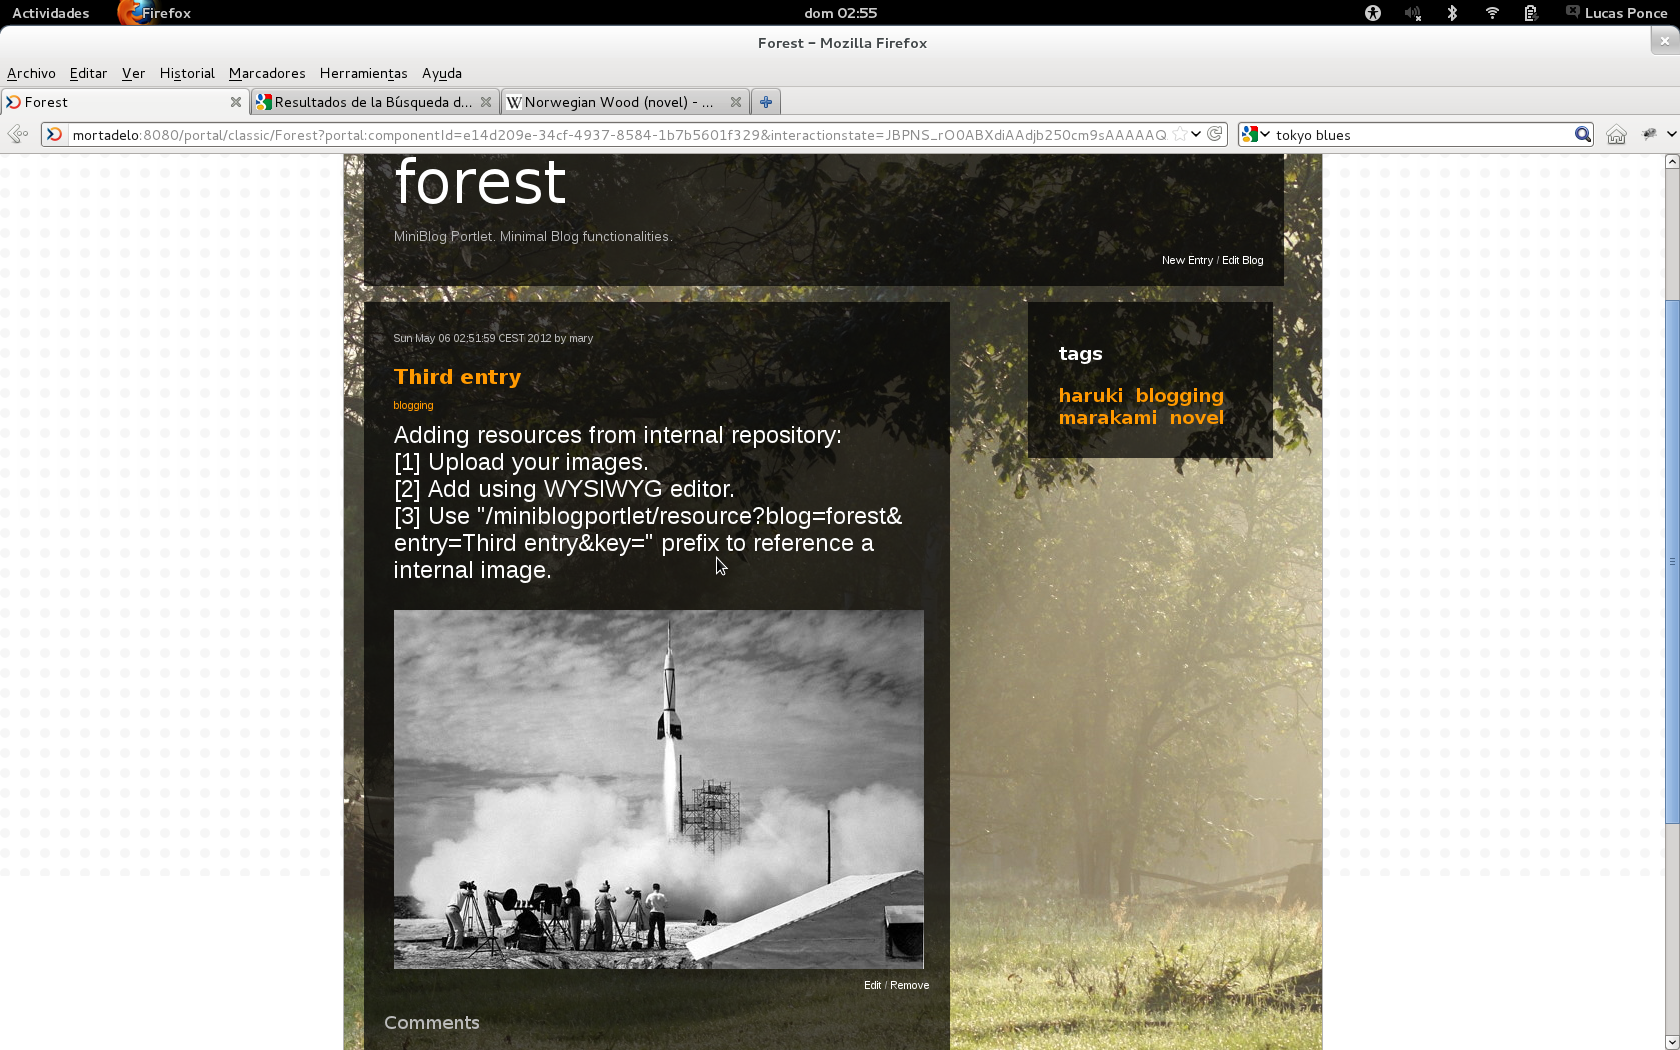 Actividades Firefox dom 02:55 Lucas Ponce
Forest - Mozilla Firefox
Archivo Editar Ver Historial Marcadores Herramientas Ayuda
Forest Resultados de la Búsqueda d... Norwegian Wood (novel) - ...
mortadelo:8080/portal/classic/Forest?portal:componentId=e14d209e-34cf-4937-8584-1b7b5601f329&interactionstate=JBPNS_rO0ABXdiAAdjb250cm9sAAAAAQ tokyo blues
forest
MiniBlog Portlet. Minimal Blog functionalities.
New Entry / Edit Blog
Sun May 06 02:51:59 CEST 2012 by mary
Third entry
blogging
Adding resources from internal repository:
[1] Upload your images.
[2] Add using WYSIWYG editor.
[3] Use "/miniblogportlet/resource?blog=forest&
entry=Third entry&key=" prefix to reference a
internal image.
Edit / Remove
Comments
tags
haruki blogging
marakami novel